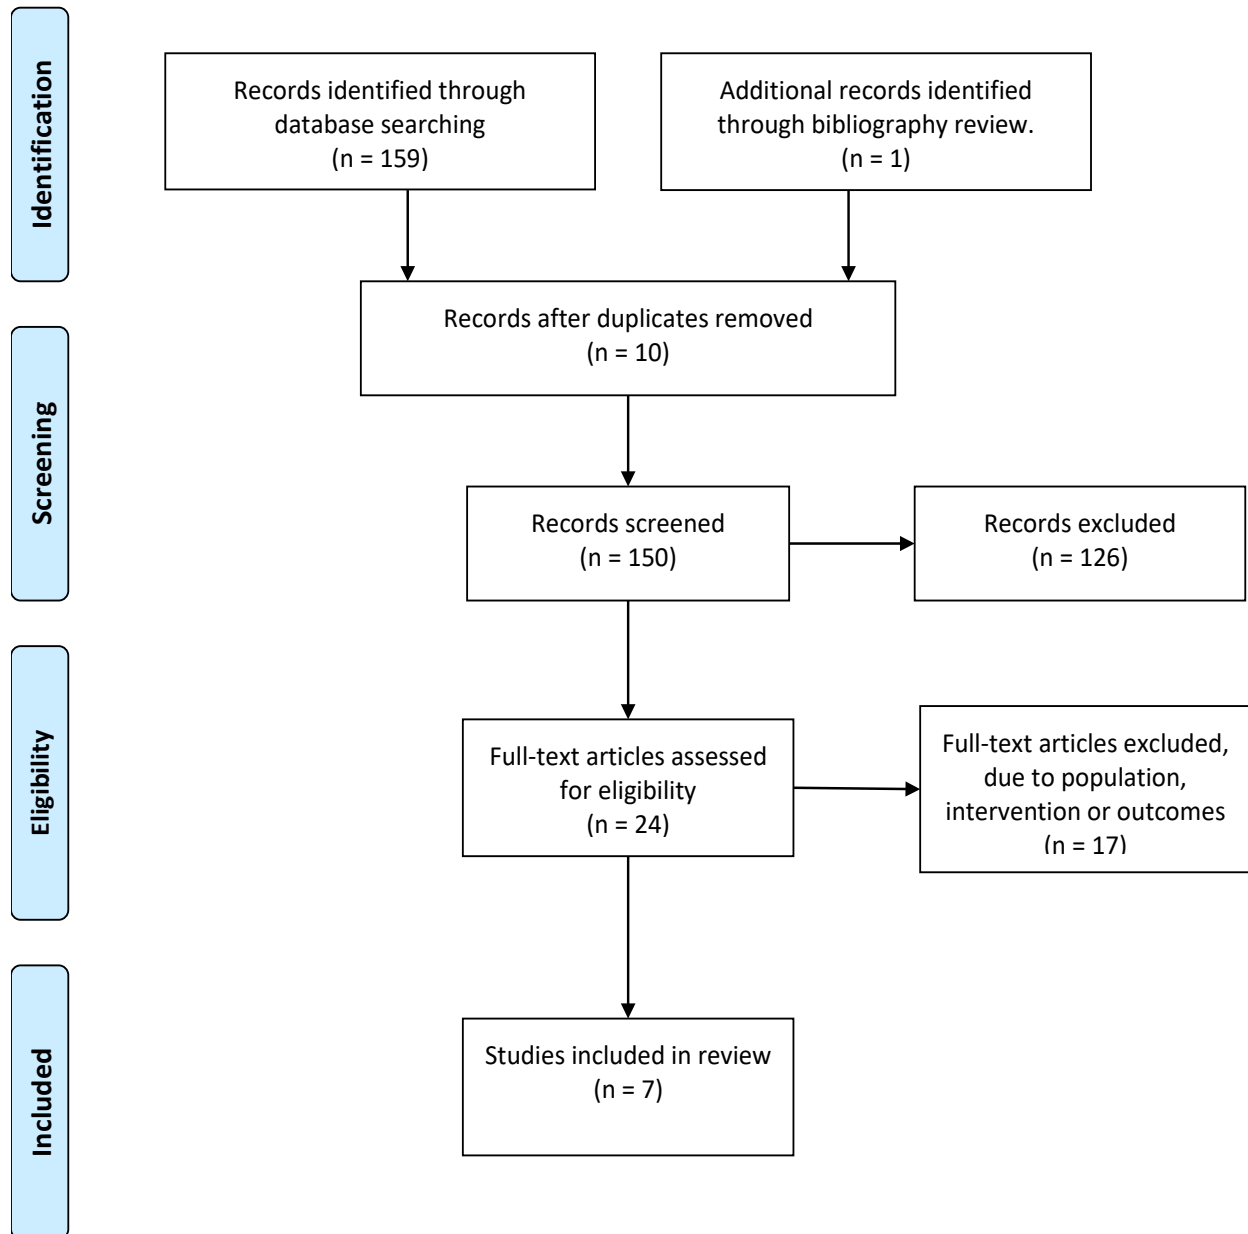 Identification
Records identified through
database searching
(n = 159)
Additional records identified
through bibliography review.
(n = 1)
Records after duplicates removed
(n = 10)
Screening
Records screened
(n = 150)
Records excluded
(n = 126)
Eligibility
Full-text articles assessed
for eligibility
(n = 24)
Full-text articles excluded,
due to population,
intervention or outcomes
(n = 17)
Included
Studies included in review
(n = 7)